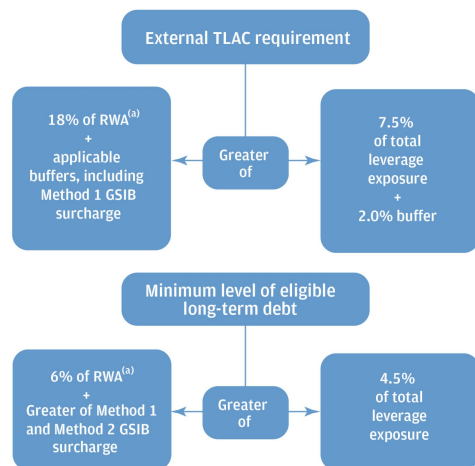 External TLAC requirement
18% of RWA(a)
+
applicable
buffers, including
Method 1 GSIB
surcharge
Greater
of
7.5%
of total
leverage
exposure
+
2.0% buffer
Minimum level of eligible
long-term debt
6% of RWA(a)
+
Greater of Method 1
and Method 2 GSIB
surcharge
Greater
of
4.5%
of total
leverage
exposure